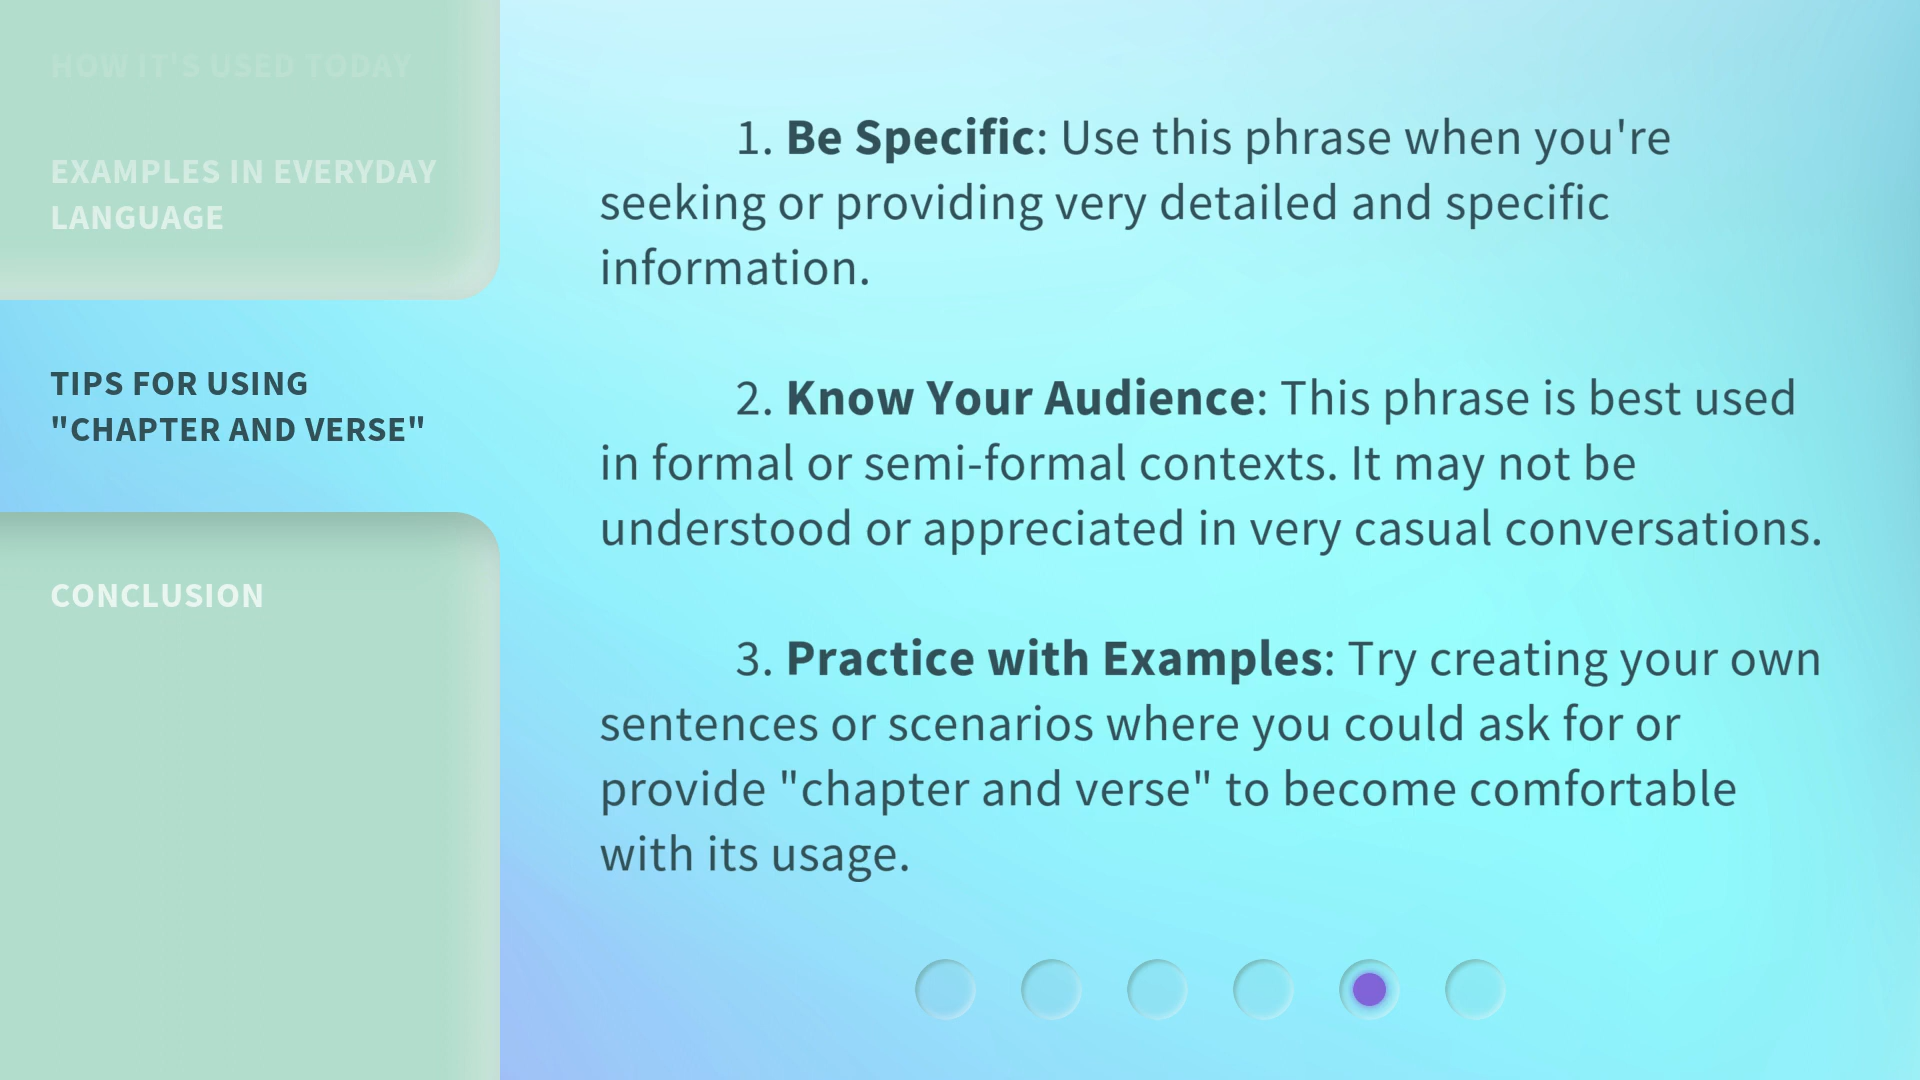 HOW IT'S USED TODAY
EXAMPLES IN EVERYDAY
LANGUAGE
TIPS FOR USING
"CHAPTER AND VERSE"
CONCLUSION
1. Be Specific: Use this phrase when you're
seeking or providing very detailed and specific
information.
2. Know Your Audience: This phrase is best used
in formal or semi-formal contexts. It may not be
understood or appreciated in very casual conversations.
3. Practice with Examples: Try creating your own
sentences or scenarios where you could ask for or
provide "chapter and verse" to become comfortable
with its usage.